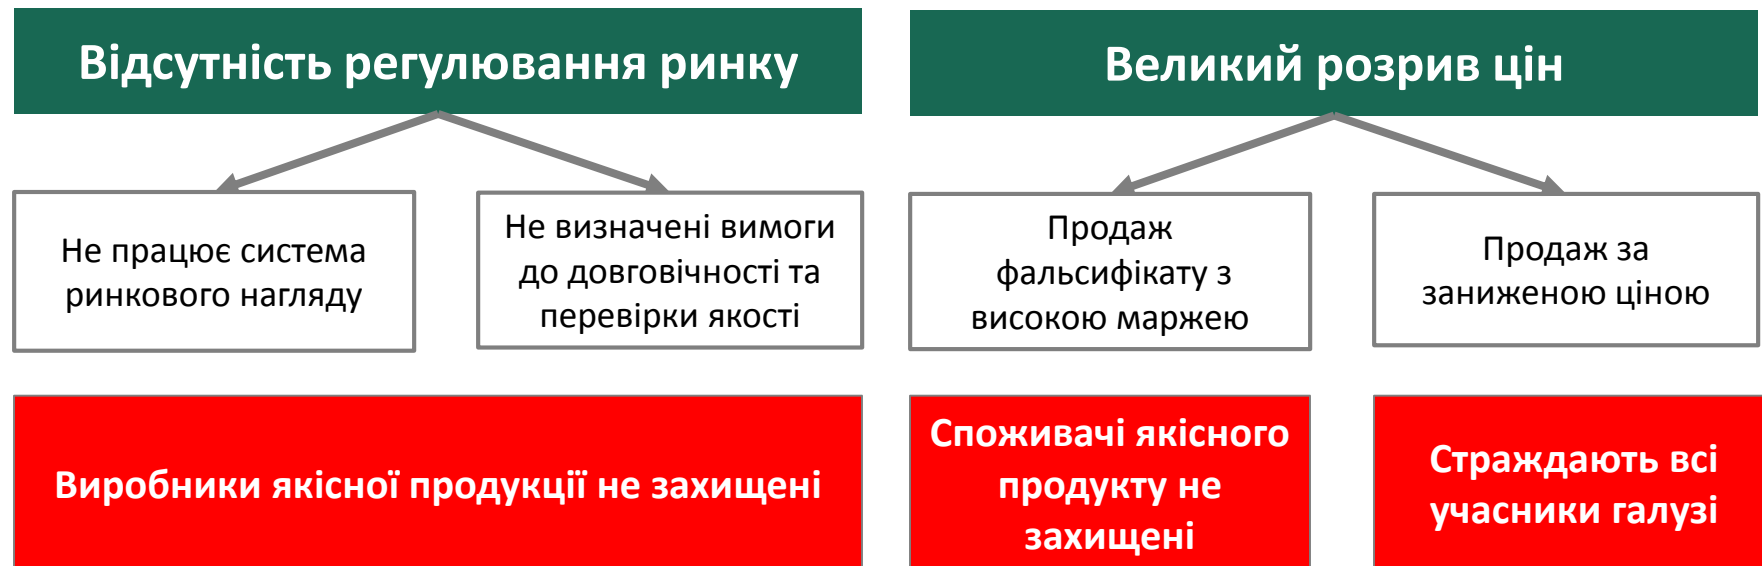 Відсутність регулювання ринку
Великий розрив цін
Не працює система
ринкового нагляду
Не визначені вимоги
до довговічності та
перевірки якості
Продаж
фальсифікату з
високою маржею
Продаж за
заниженою ціною
Виробники якісної продукції не захищені
Споживачі якісного
продукту не
захищені
Страждають всі
учасники галузі